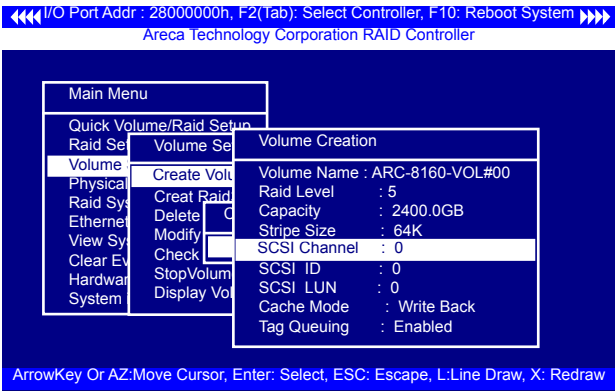 I/O Port Addr : 28000000h, F2(Tab): Select Controller, F10: Reboot System
Areca Technology Corporation RAID Controller
Main Menu
Quick Volume/Raid Setup
Raid Set
Volume
Physical
Raid Sys
Ethernet
View Sys
Clear Ev
Hardwar
System
Volume Se
Create Volu
Creat Raid
Delete
Modify
Check
StopVolum
Display Vol
C
Volume Creation
Volume Name : ARC-8160-VOL#00
Raid Level : 5
Capacity : 2400.0GB
Stripe Size : 64K
SCSI Channel : 0
SCSI ID : 0
SCSI LUN : 0
Cache Mode : Write Back
Tag Queuing : Enabled
ArrowKey Or AZ:Move Cursor, Enter: Select, ESC: Escape, L:Line Draw, X: Redraw